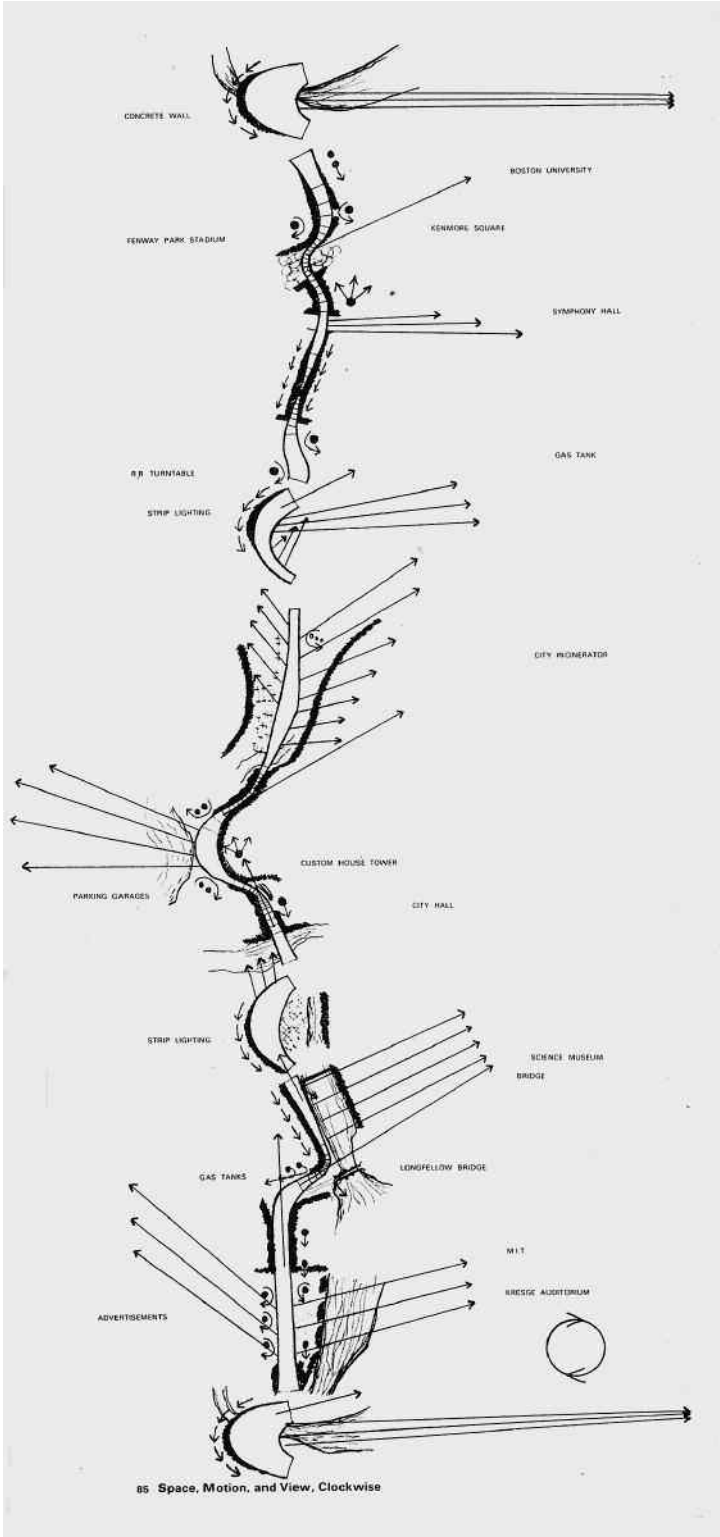 CONCRETE WALL
BOSTON UNIVERSITY
KENMORE SQUARE
FENWAY PARK STADIUM
SYMPHONY HALL
GAS TANK
R/R TURNTABLE
STRIP LIGHTING
CITY INCINERATOR
CUSTOM HOUSE TOWER
PARKING GARAGES
CITY HALL
STRIP LIGHTING
SCIENCE MUSEUM
BRIDGE
LONGFELLOW BRIDGE
GAS TANKS
M I T
KRESGE AUDITORIUM
ADVERTISEMENTS
85 Space, Motion, and View, Clockwise